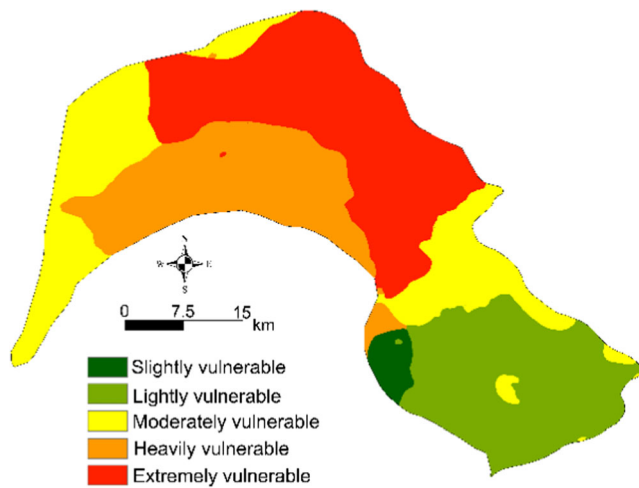 N
W E
S
0 7.5 15
km
Slightly vulnerable
Lightly vulnerable
Moderately vulnerable
Heavily vulnerable
Extremely vulnerable